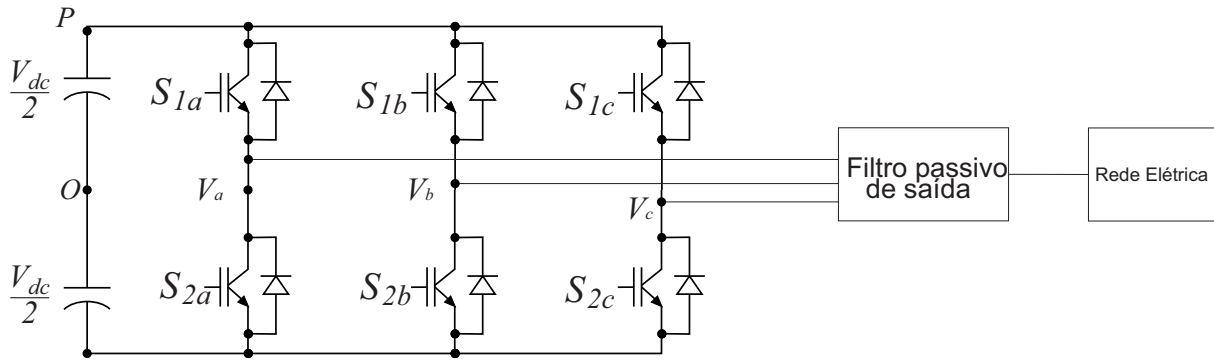 P
V_dc
2
S_1a
S_1b
S_1c
O
V_a
V_b
V_c
Filtro passivo
de saída
Rede Elétrica
V_dc
2
S_2a
S_2b
S_2c